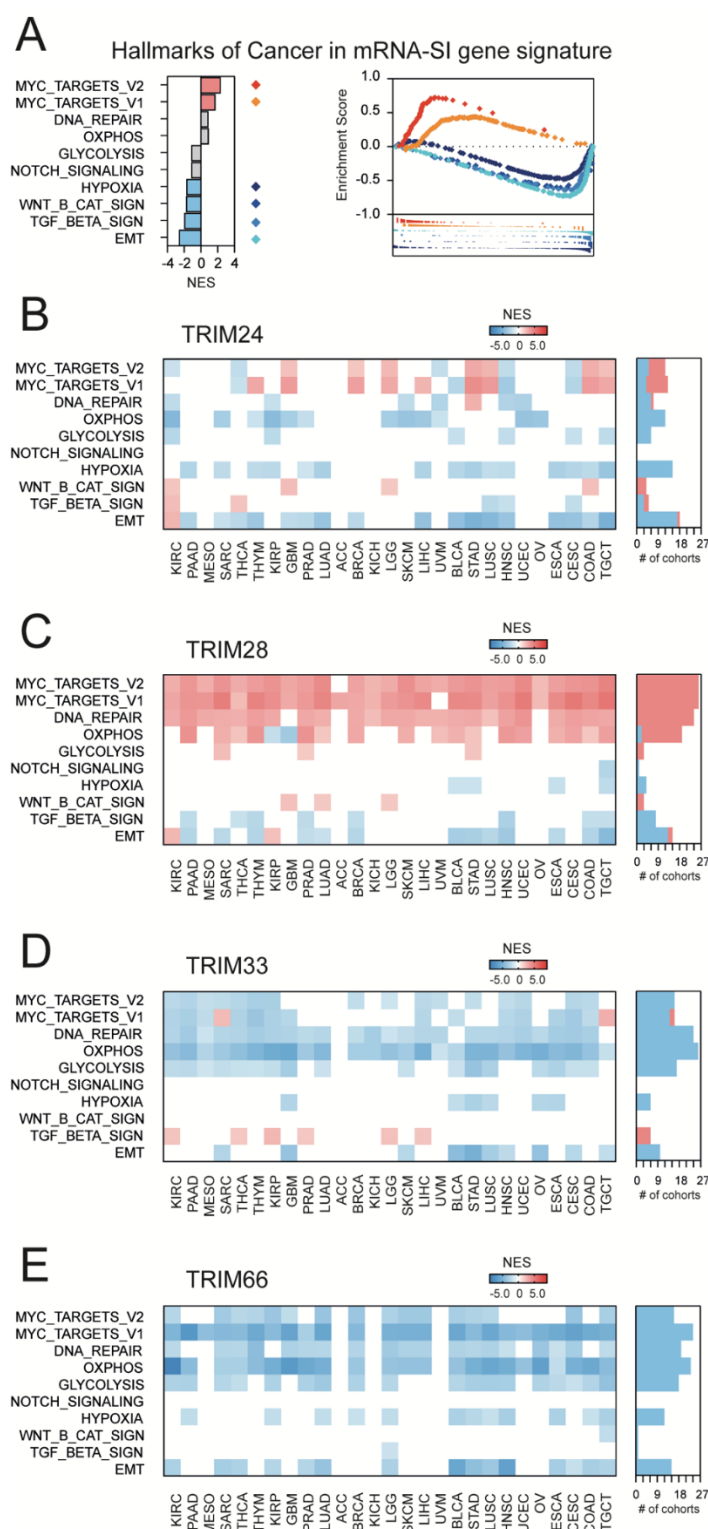 A
Hallmarks of Cancer in mRNA-SI gene signature
MYC_TARGETS_V2
MYC_TARGETS_V1
DNA_REPAIR
OXPHOS
GLYCOLYSIS
NOTCH_SIGNALING
HYPOXIA
WNT_B_CAT_SIGN
TGF_BETA_SIGN
EMT
-4 -2 0 2 4
NES
Enrichment Score
1.0
0.5
0.0
-0.5
-1.0
B
TRIM24
NES
-5.0 0 5.0
MYC_TARGETS_V2
MYC_TARGETS_V1
DNA_REPAIR
OXPHOS
GLYCOLYSIS
NOTCH_SIGNALING
HYPOXIA
WNT_B_CAT_SIGN
TGF_BETA_SIGN
EMT
KIRC PAAD MESO SARC THCA THYM KIRP GBM PRAD LUAD ACC BRCA KICH LGG SKCM LIHC UVM BLCA STAD LUSC HNSC UCEC OV ESCA CESC COAD TGCT
0 9 18 27
# of cohorts
C
TRIM28
NES
-5.0 0 5.0
MYC_TARGETS_V2
MYC_TARGETS_V1
DNA_REPAIR
OXPHOS
GLYCOLYSIS
NOTCH_SIGNALING
HYPOXIA
WNT_B_CAT_SIGN
TGF_BETA_SIGN
EMT
KIRC PAAD MESO SARC THCA THYM KIRP GBM PRAD LUAD ACC BRCA KICH LGG SKCM LIHC UVM BLCA STAD LUSC HNSC UCEC OV ESCA CESC COAD TGCT
0 9 18 27
# of cohorts
D
TRIM33
NES
-5.0 0 5.0
MYC_TARGETS_V2
MYC_TARGETS_V1
DNA_REPAIR
OXPHOS
GLYCOLYSIS
NOTCH_SIGNALING
HYPOXIA
WNT_B_CAT_SIGN
TGF_BETA_SIGN
EMT
KIRC PAAD MESO SARC THCA THYM KIRP GBM PRAD LUAD ACC BRCA KICH LGG SKCM LIHC UVM BLCA STAD LUSC HNSC UCEC OV ESCA CESC COAD TGCT
0 9 18 27
# of cohorts
E
TRIM66
NES
-5.0 0 5.0
MYC_TARGETS_V2
MYC_TARGETS_V1
DNA_REPAIR
OXPHOS
GLYCOLYSIS
NOTCH_SIGNALING
HYPOXIA
WNT_B_CAT_SIGN
TGF_BETA_SIGN
EMT
KIRC PAAD MESO SARC THCA THYM KIRP GBM PRAD LUAD ACC BRCA KICH LGG SKCM LIHC UVM BLCA STAD LUSC HNSC UCEC OV ESCA CESC COAD TGCT
0 9 18 27
# of cohorts